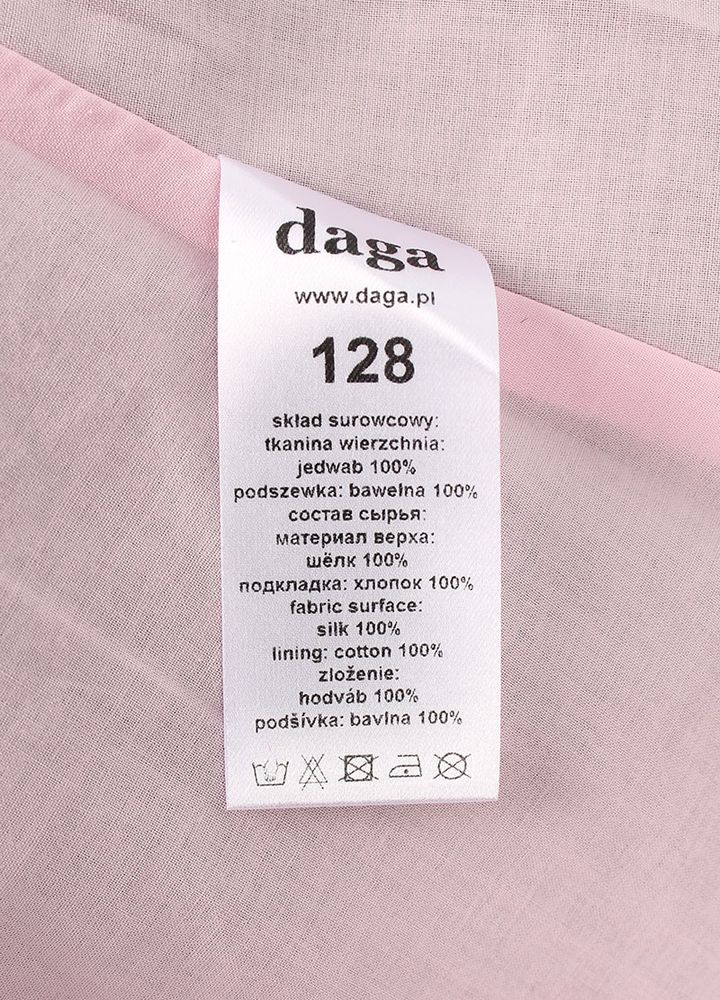 daga
www.daga.pl
128
skład surowcowy:
tkanina wierzchnia:
jedwab 100%
podszewka: bawełna 100%
состав сырья:
материал верха:
шёлк 100%
подкладка: хлопок 100%
fabric surface:
silk 100%
lining: cotton 100%
zloženie:
hodváb 100%
podšívka: bavlna 100%